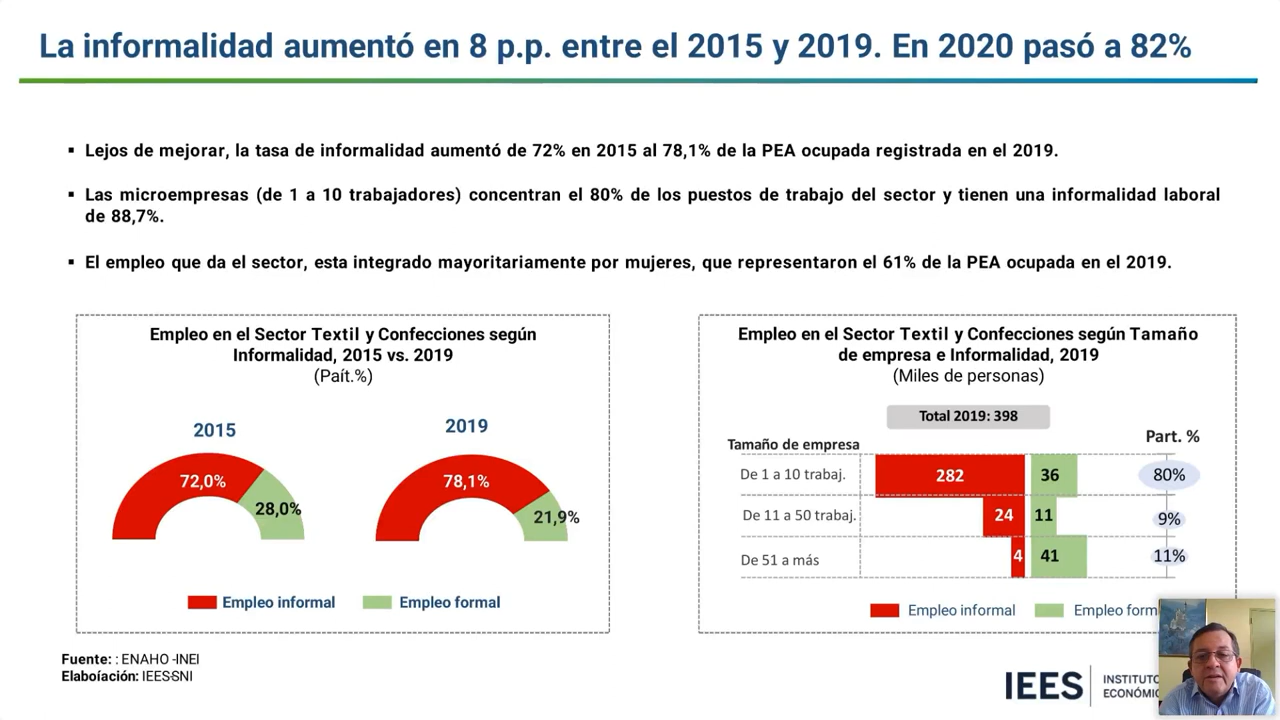 La informalidad aumentó en 8 p.p. entre el 2015 y 2019. En 2020 pasó a 82%
▪ Lejos de mejorar, la tasa de informalidad aumentó de 72% en 2015 al 78,1% de la PEA ocupada registrada en el 2019.
▪ Las microempresas (de 1 a 10 trabajadores) concentran el 80% de los puestos de trabajo del sector y tienen una informalidad laboral
de 88,7%.
▪ El empleo que da el sector, esta integrado mayoritariamente por mujeres, que representaron el 61% de la PEA ocupada en el 2019.
Empleo en el Sector Textil y Confecciones según
Informalidad, 2015 vs. 2019
(Paít.%)
2015
2019
72,0%
28,0%
78,1%
21,9%
Empleo informal
Empleo formal
Empleo en el Sector Textil y Confecciones según Tamaño
de empresa e Informalidad, 2019
(Miles de personas)
Total 2019: 398
Tamaño de empresa
Part. %
De 1 a 10 trabaj. 282 36 80%
De 11 a 50 trabaj. 24 11 9%
De 51 a más 4 41 11%
Empleo informal
Empleo form
Fuente: : ENAHO -INEI
Elaboíación: IEES-SNI
IEES
INSTITUTO
ECONÓMIC